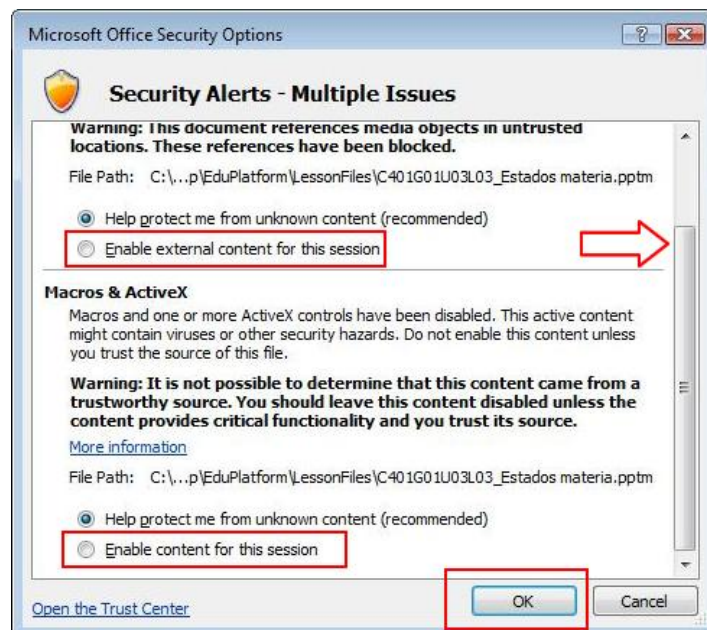 Microsoft Office Security Options
Security Alerts - Multiple Issues
Warning: This document references media objects in untrusted
locations. These references have been blocked.
File Path: C:\...p\EduPlatform\LessonFiles\C401G01U03L03_Estados materia.pptm
Help protect me from unknown content (recommended)
Enable external content for this session
Macros & ActiveX
Macros and one or more ActiveX controls have been disabled. This active content
might contain viruses or other security hazards. Do not enable this content unless
you trust the source of this file.
Warning: It is not possible to determine that this content came from a
trustworthy source. You should leave this content disabled unless the
content provides critical functionality and you trust its source.
More information
File Path: C:\...p\EduPlatform\LessonFiles\C401G01U03L03_Estados materia.pptm
Help protect me from unknown content (recommended)
Enable content for this session
Open the Trust Center
OK
Cancel